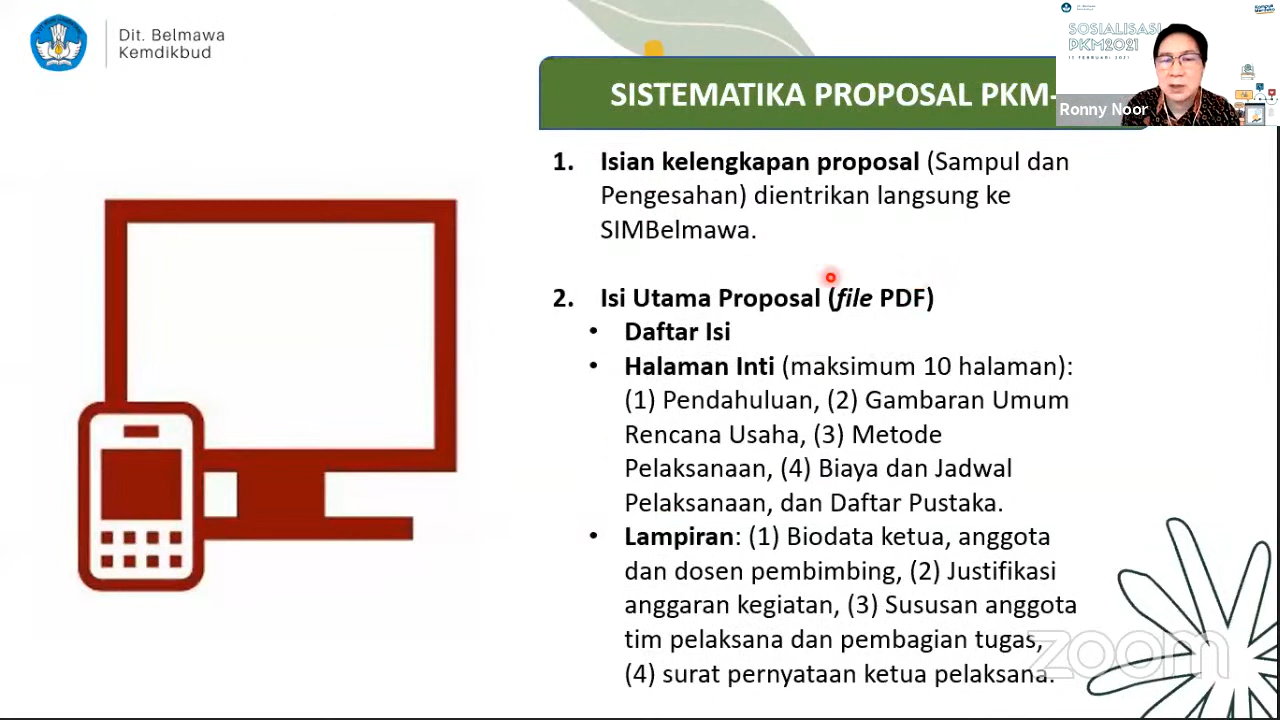 Dit. Belmawa
Kemdikbud
SOSIALISASI
PKM2021
Ronny Noor
SISTEMATIKA PROPOSAL PKM-
1. Isian kelengkapan proposal (Sampul dan
Pengesahan) dientrikan langsung ke
SIMBelmawa.
2. Isi Utama Proposal (file PDF)
• Daftar Isi
• Halaman Inti (maksimum 10 halaman):
(1) Pendahuluan, (2) Gambaran Umum
Rencana Usaha, (3) Metode
Pelaksanaan, (4) Biaya dan Jadwal
Pelaksanaan, dan Daftar Pustaka.
• Lampiran: (1) Biodata ketua, anggota
dan dosen pembimbing, (2) Justifikasi
anggaran kegiatan, (3) Sususan anggota
tim pelaksana dan pembagian tugas,
(4) surat pernyataan ketua pelaksana.
zoom